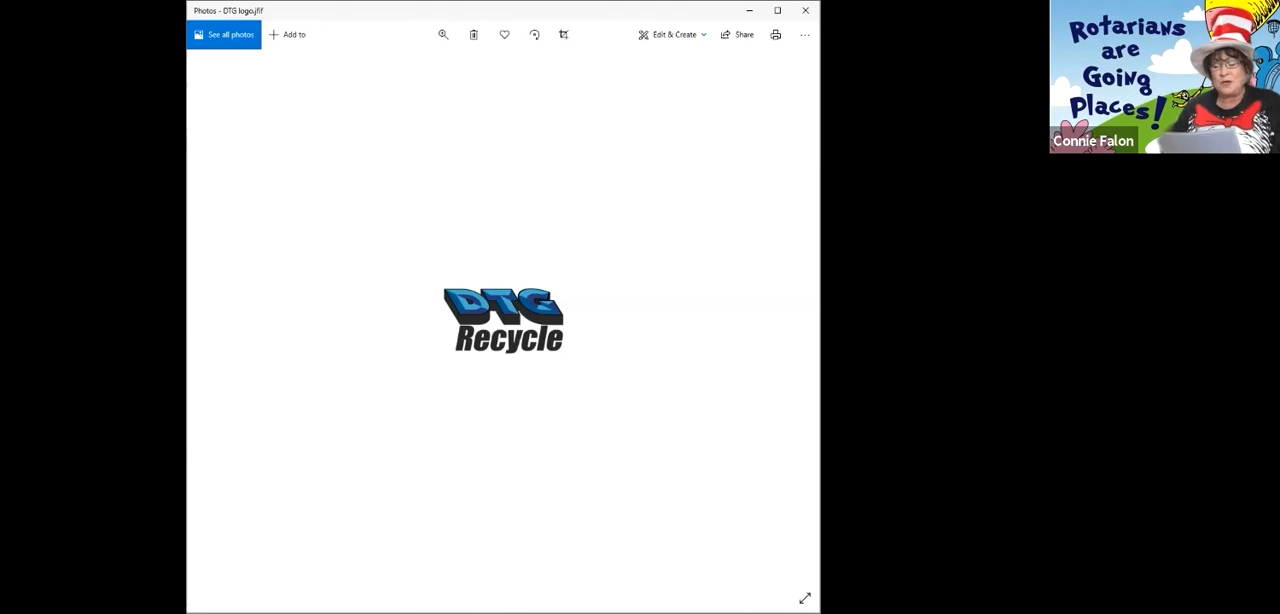 Photos - DTG logo.jfif
See all photos
Add to
Edit & Create
Share
DTG
Recycle
Rotarians
are
Going
Places!
Connie Falon